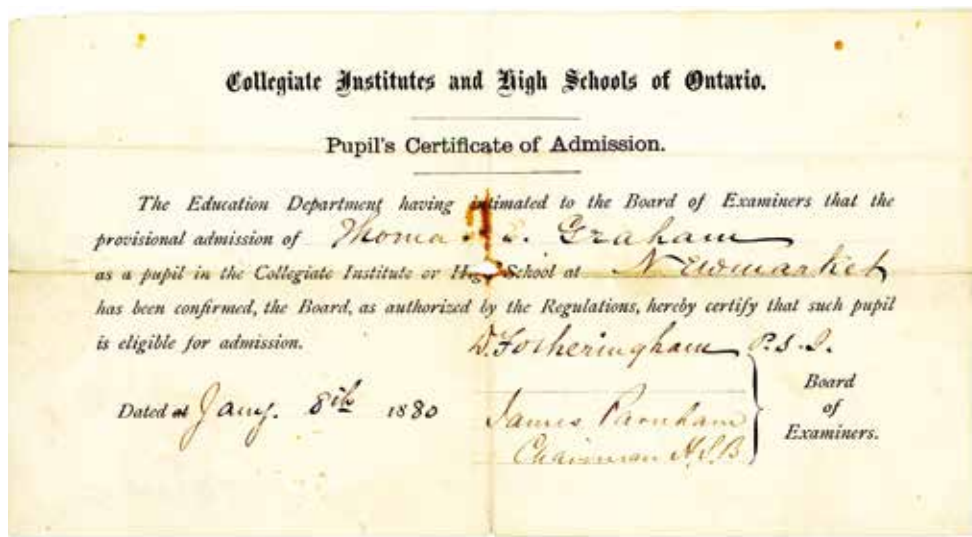 Collegiate Institutes and High Schools of Ontario.
Pupil's Certificate of Admission.
The Education Department having intimated to the Board of Examiners that the
provisional admission of Thomas E. Graham
as a pupil in the Collegiate Institute or High School at Newmarket
has been confirmed, the Board, as authorized by the Regulations, hereby certify that such pupil
is eligible for admission.
D. Fotheringham P.S.I.
Dated at Jany. 8th 1880
James Parnham
Chairman H.S.B
Board
of
Examiners.